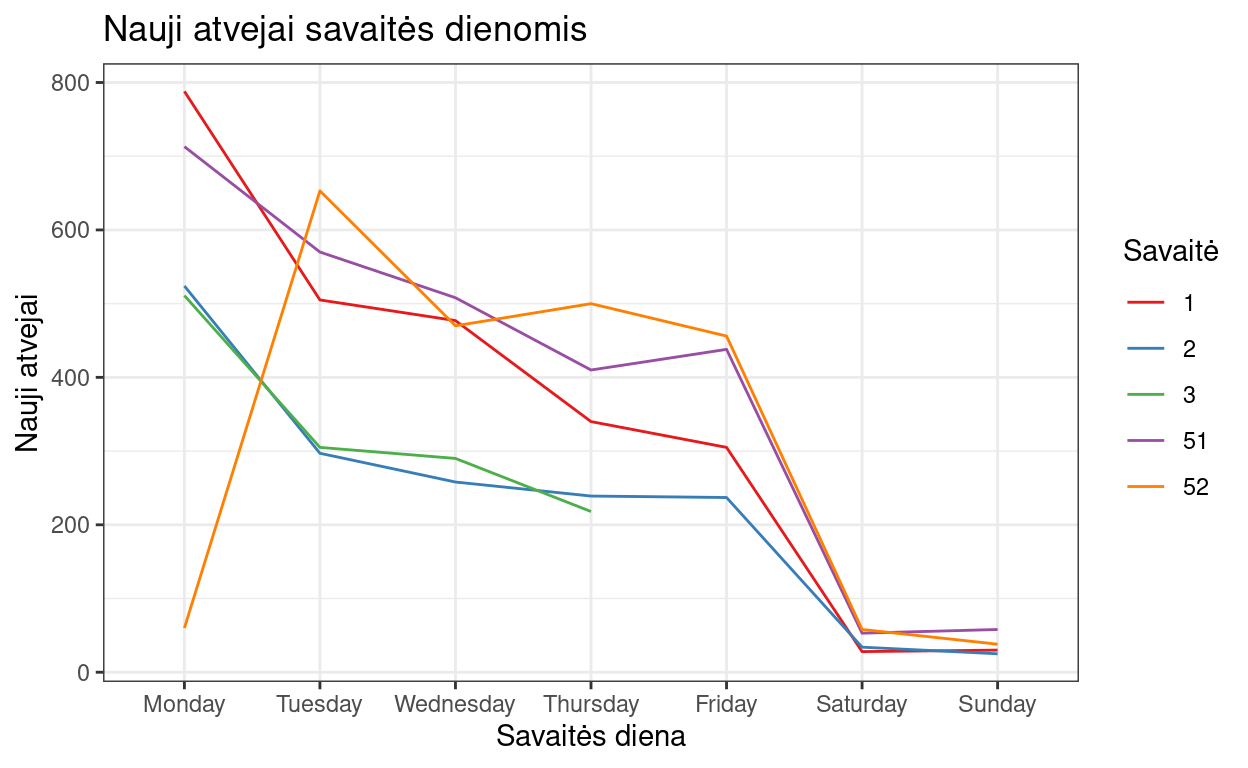 Nauji atvejai savaitės dienomis
Nauji atvejai
800
600
400
200
0
Monday Tuesday Wednesday Thursday Friday Saturday Sunday
Savaitės diena
Savaitė
1
2
3
51
52